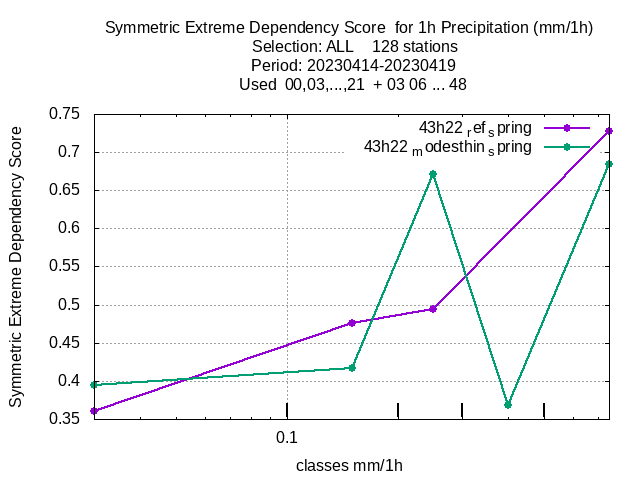 Symmetric Extreme Dependency Score  for 1h Precipitation (mm/1h)
Selection: ALL    128 stations
Period: 20230414-20230419
Used  00,03,...,21  + 03 06 ... 48
Symmetric Extreme Dependency Score
0.75
0.7
0.65
0.6
0.55
0.5
0.45
0.4
0.35
43h22 ref spring
43h22 modesthin spring
0.1
classes mm/1h